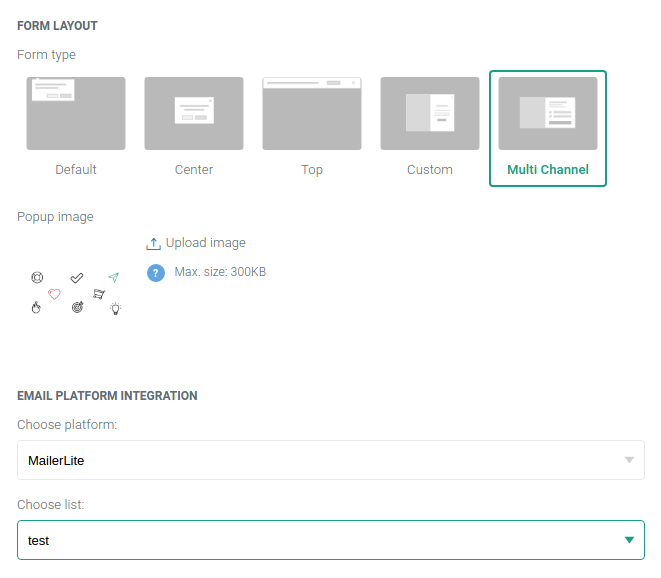 FORM LAYOUT
Form type
Default
Center
Top
Custom
Multi Channel
Popup image
Upload image
? Max. size: 300KB
EMAIL PLATFORM INTEGRATION
Choose platform:
MailerLite
Choose list:
test